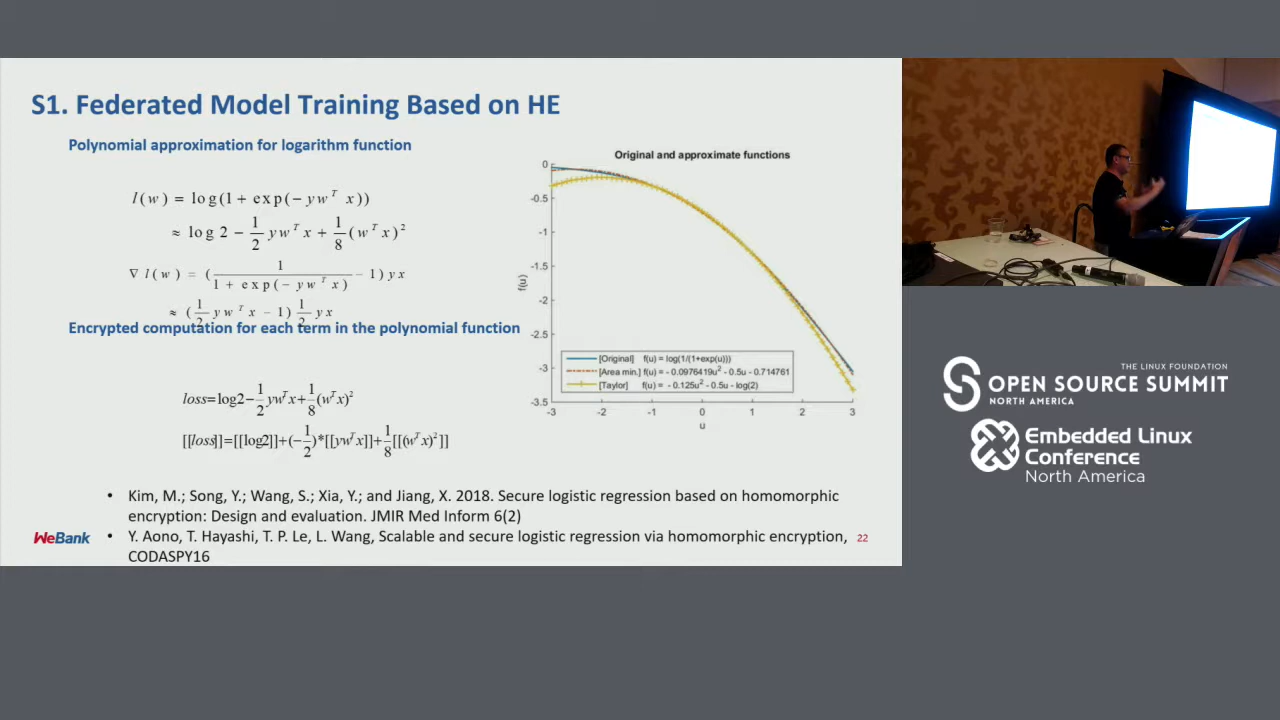 S1. Federated Model Training Based on HE
Polynomial approximation for logarithm function
l(w) = log(1 + exp(−yw^T x))
≈ log 2 − 1/2 yw^T x + 1/8 (w^T x)^2
∇ l(w) = (1/(1 + exp(−yw^T x)) − 1) yx
≈ (1/2 yw^T x − 1) 1/2 yx
Encrypted computation for each term in the polynomial function
loss=log2−1/2 yw^T x+1/8 (w^T x)^2
[[loss]]=[[log2]]+(−1/2)*[[yw^T x]]+1/8 [[(w^T x)^2]]
Original and approximate functions
0
-0.5
-1
-1.5
-2
-2.5
-3
-3.5
f(u)
[Original] f(u) = log(1/(1+exp(u)))
[Area min.] f(u) = - 0.0976419u^2 - 0.5u - 0.714761
[Taylor] f(u) = - 0.125u^2 - 0.5u - log(2)
-3 -2 -1 0 1 2 3
u
• Kim, M.; Song, Y.; Wang, S.; Xia, Y.; and Jiang, X. 2018. Secure logistic regression based on homomorphic
encryption: Design and evaluation. JMIR Med Inform 6(2)
• Y. Aono, T. Hayashi, T. P. Le, L. Wang, Scalable and secure logistic regression via homomorphic encryption,
CODASPY16
WeBank
22
THE LINUX FOUNDATION
OPEN SOURCE SUMMIT
NORTH AMERICA
Embedded Linux
Conference
North America